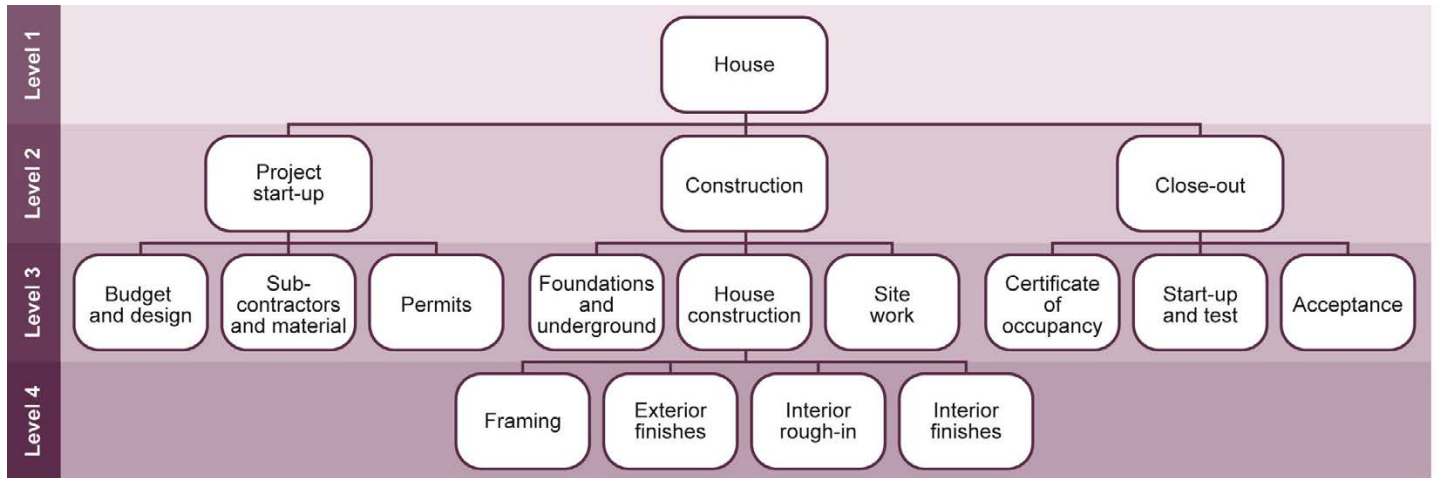 Level 1
House
Level 2
Project
start-up
Construction
Close-out
Level 3
Budget
and design
Sub-
contractors
and material
Permits
Foundations
and
underground
House
construction
Site
work
Certificate
of
occupancy
Start-up
and test
Acceptance
Level 4
Framing
Exterior
finishes
Interior
rough-in
Interior
finishes